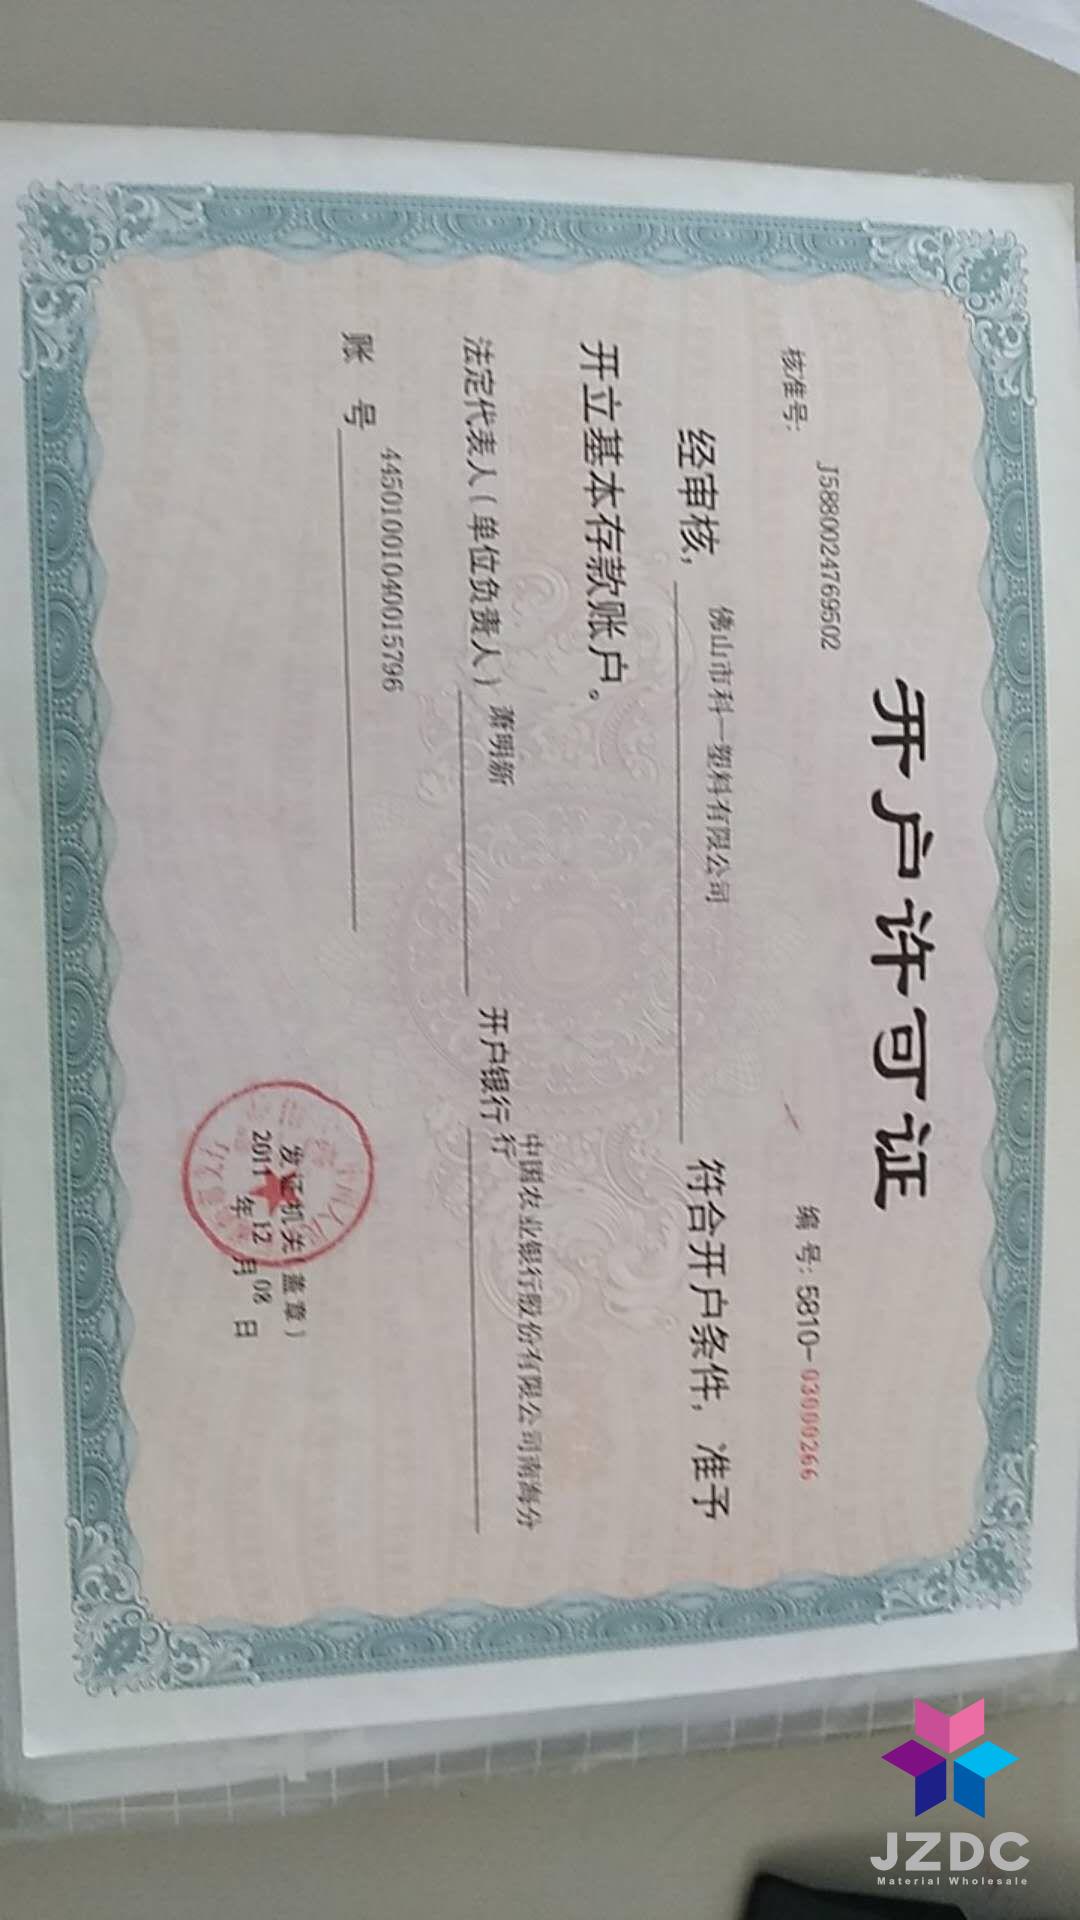 开户许可证
核准号: J5880024769502
编号: 5810-03000266
经审核, 佛山市科一塑料有限公司 符合开户条件, 准予
开立基本存款账户。
法定代表人(单位负责人) 萧明新 开户银行 中国农业银行股份有限公司南海分
行
账 号 445010010400157​96
发证机关(盖章)
2011年12月08日
JZDC
Material Wholesale